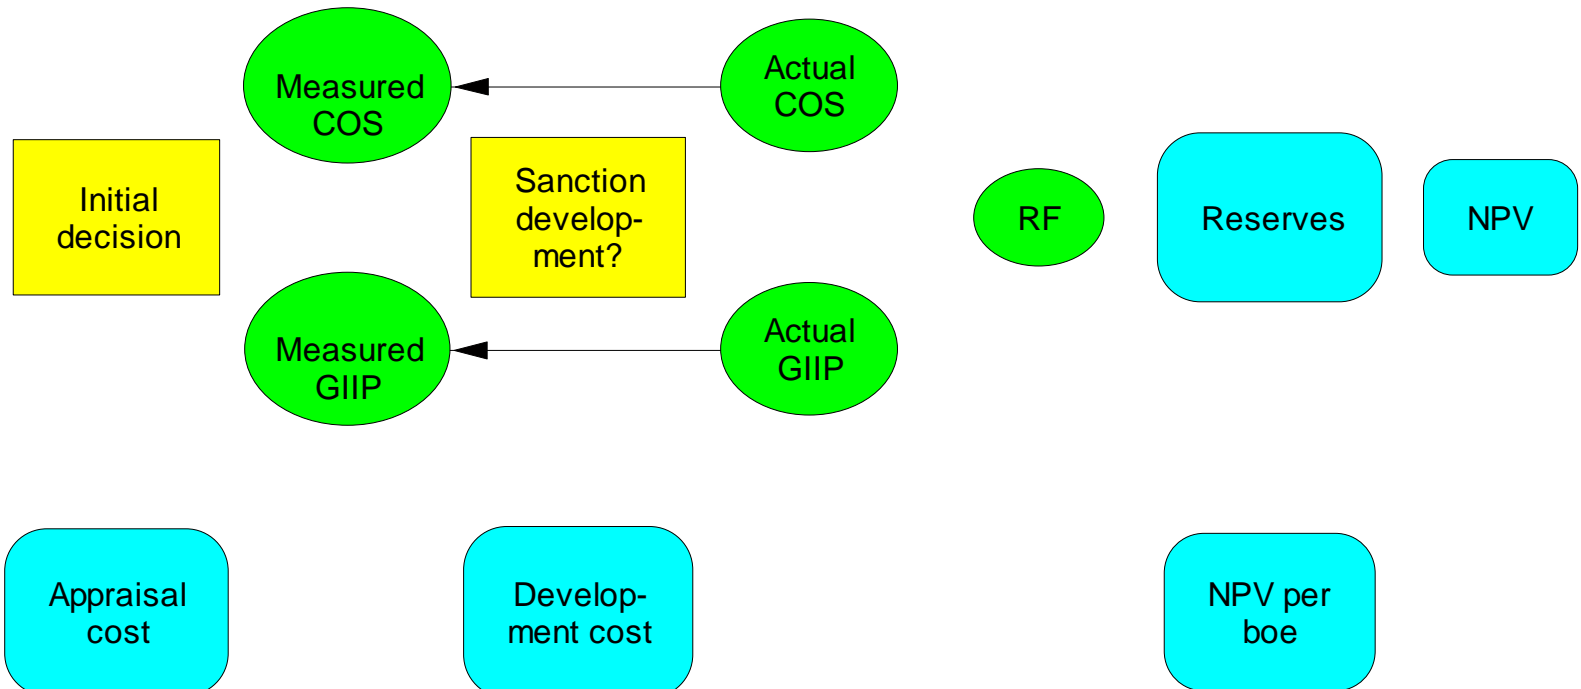 Measured
COS
Actual
COS
Initial
decision
Sanction
develop-
ment?
RF
Reserves
NPV
Measured
GIIP
Actual
GIIP
Appraisal
cost
Develop-
ment cost
NPV per
boe